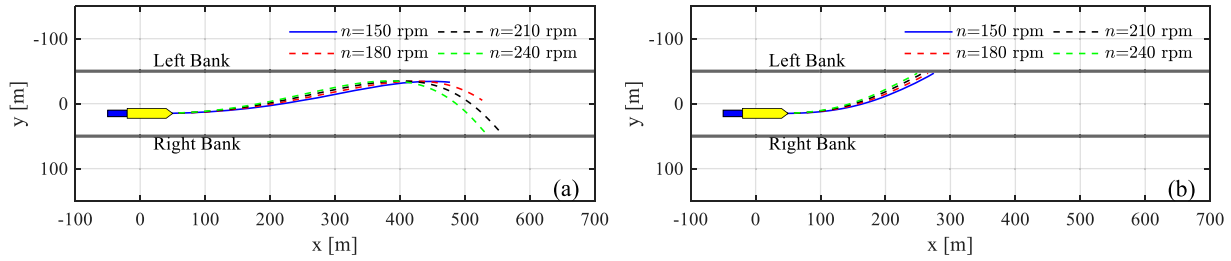 n=150 rpm n=210 rpm
n=180 rpm n=240 rpm
Left Bank
Right Bank
(a)
-100
0
100
y [m]
-100 0 100 200 300 400 500 600 700
x [m]
n=150 rpm n=210 rpm
n=180 rpm n=240 rpm
Left Bank
Right Bank
(b)
-100
0
100
y [m]
-100 0 100 200 300 400 500 600 700
x [m]